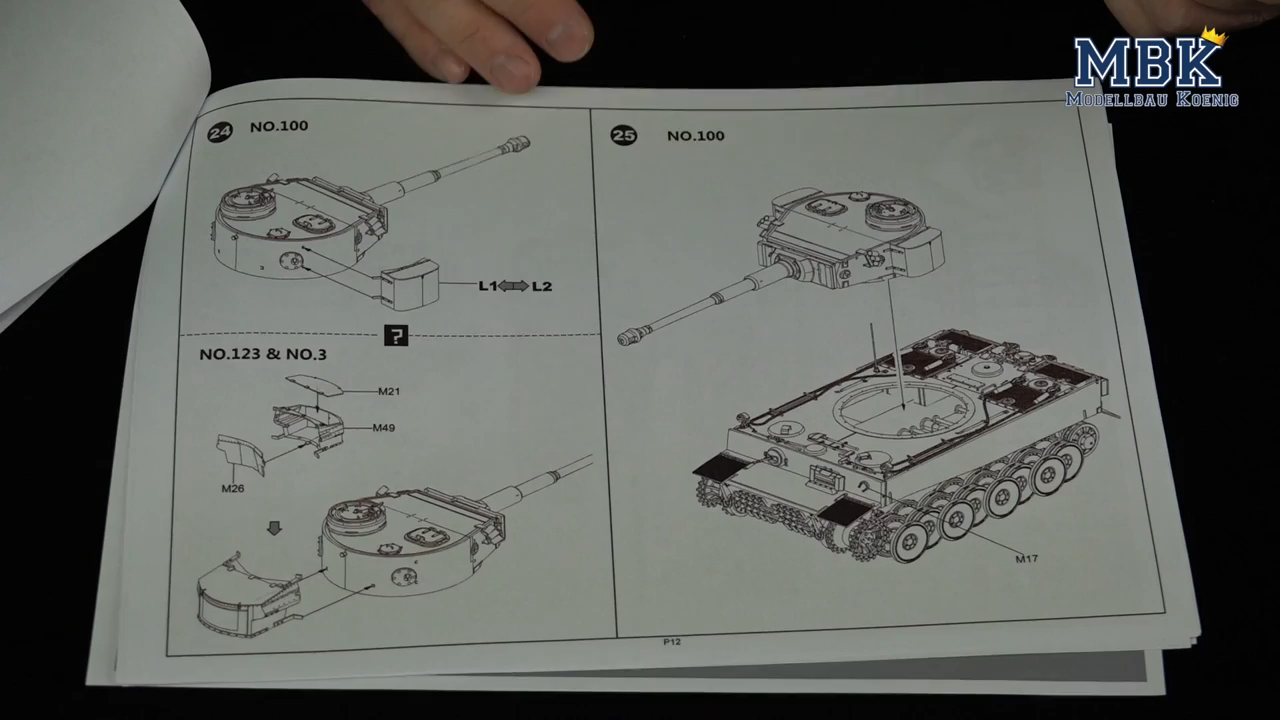 MBK
MODELLBAU KOENIG
24 NO.100
L1 L2
?
NO.123 & NO.3
M21
M49
M26
25 NO.100
M17
P12